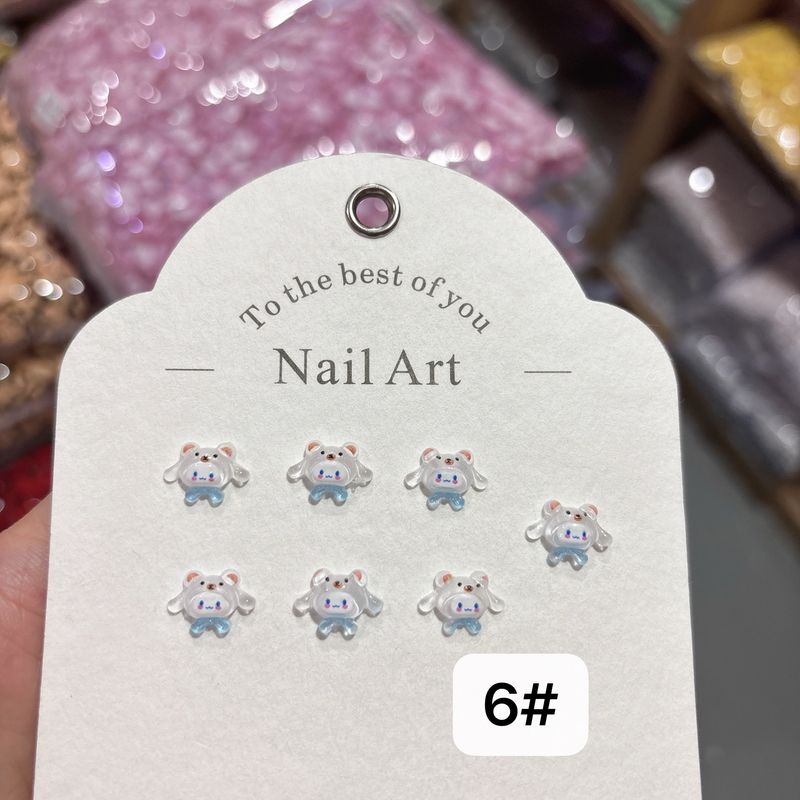 To the best of you
Nail Art
6#